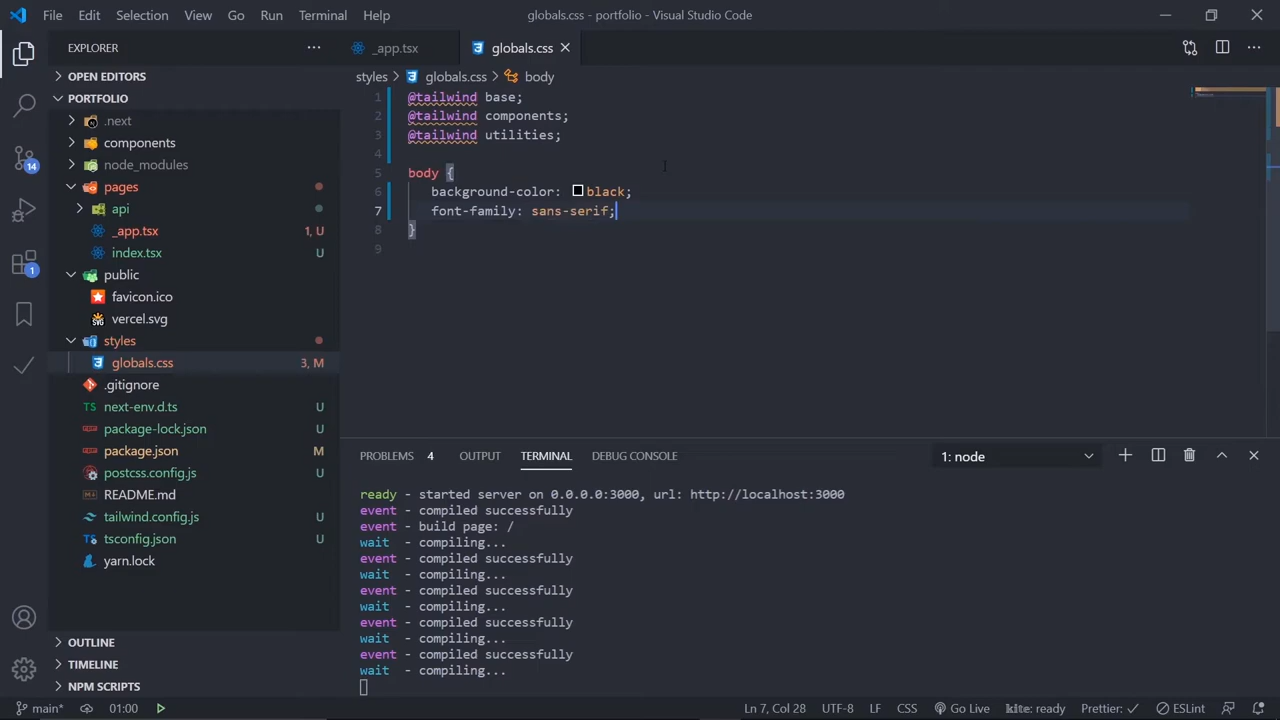 File Edit Selection View Go Run Terminal Help globals.css - portfolio - Visual Studio Code
EXPLORER
_app.tsx globals.css
OPEN EDITORS
styles > globals.css > body
PORTFOLIO
.next
components
node_modules
pages
api
_app.tsx 1, M
index.tsx U
public
favicon.ico
vercel.svg
styles
globals.css 3, M
.gitignore
next-env.d.ts U
package-lock.json U
package.json M
postcss.config.js U
README.md
tailwind.config.js U
tsconfig.json U
yarn.lock
OUTLINE
TIMELINE
NPM SCRIPTS
14
1
1 @tailwind base;
2 @tailwind components;
3 @tailwind utilities;
4
5 body {
6 background-color: black;
7 font-family: sans-serif;
8 }
9
PROBLEMS 4 OUTPUT TERMINAL DEBUG CONSOLE 1: node
ready - started server on 0.0.0.0:3000, url: http://localhost:3000
event - compiled successfully
event - build page: /
wait - compiling...
event - compiled successfully
wait - compiling...
event - compiled successfully
wait - compiling...
event - compiled successfully
wait - compiling...
event - compiled successfully
wait - compiling...
main* 01:00 Ln 7, Col 28 UTF-8 LF CSS Go Live kite: ready Prettier: ✓ ESLint